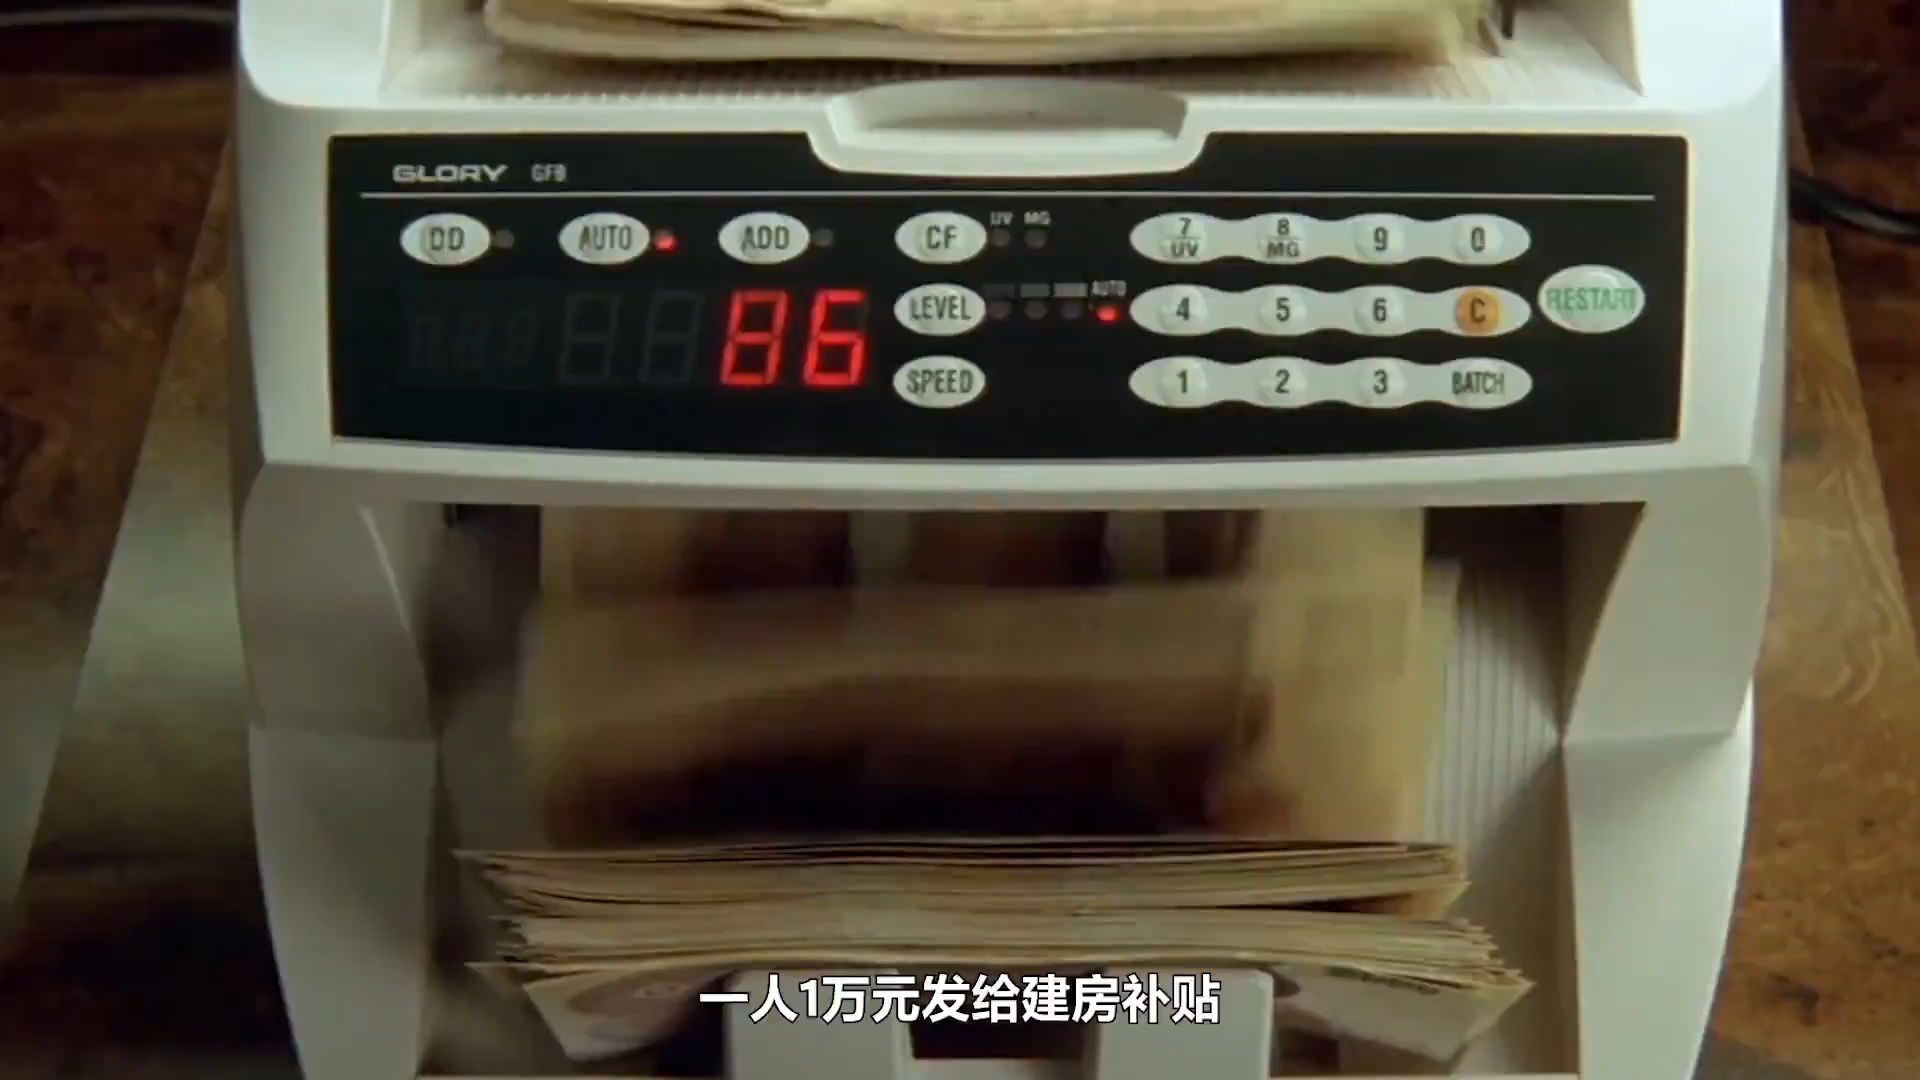 GLORY GFB
DD AUTO ADD CF UV MG
7 UV 8 MG 9 0
LEVEL AUTO 4 5 6 C RESTART
86
SPEED 1 2 3 BATCH
一人1万元发给建房补贴